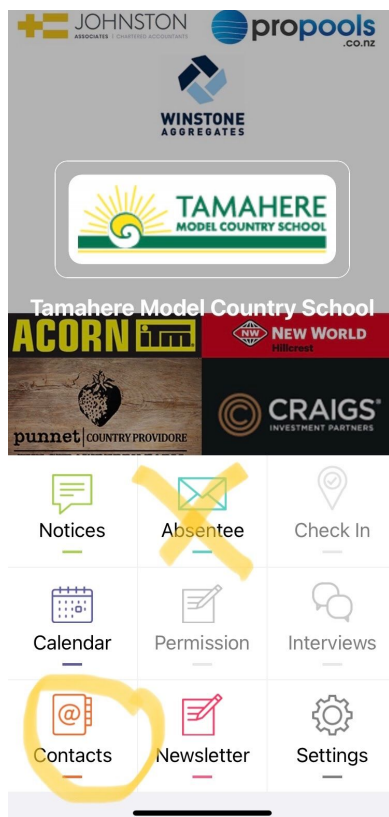 JOHNSTON
ASSOCIATES | CHARTERED ACCOUNTANTS
propools
.co.nz
WINSTONE
AGGREGATES
TAMAHERE
MODEL COUNTRY SCHOOL
Tamahere Model Country School
ACORN itm
NW NEW WORLD
Hillcrest
punnet COUNTRY PROVIDORE
CRAIGS
INVESTMENT PARTNERS
Notices
Absentee
Check In
Calendar
Permission
Interviews
@
Contacts
Newsletter
Settings